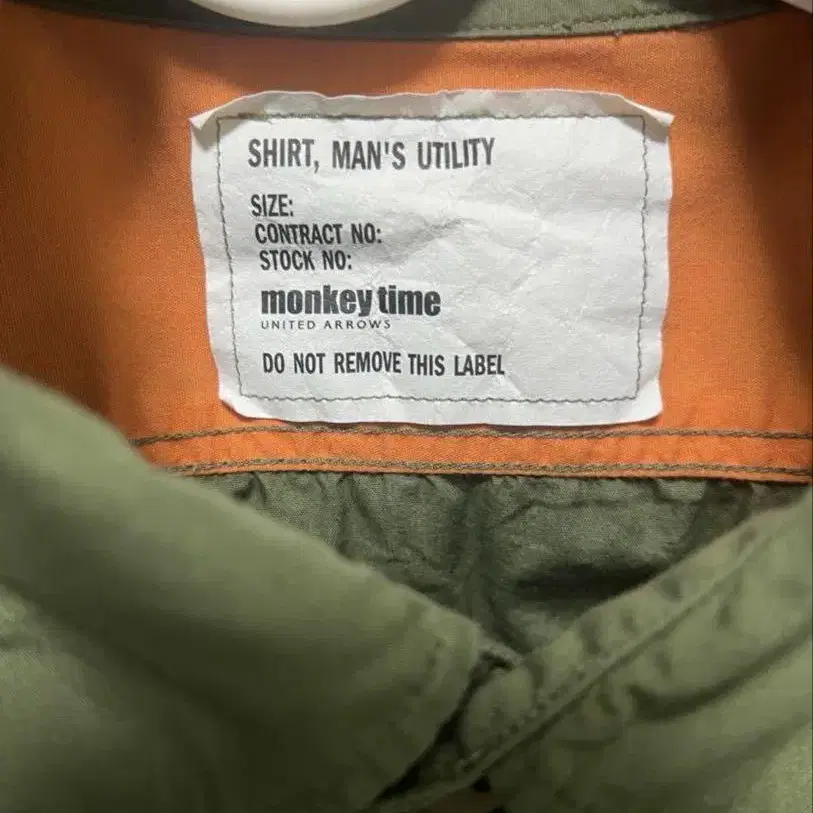 SHIRT, MAN'S UTILITY
SIZE:
CONTRACT NO:
STOCK NO:
monkey time
UNITED ARROWS
DO NOT REMOVE THIS LABEL